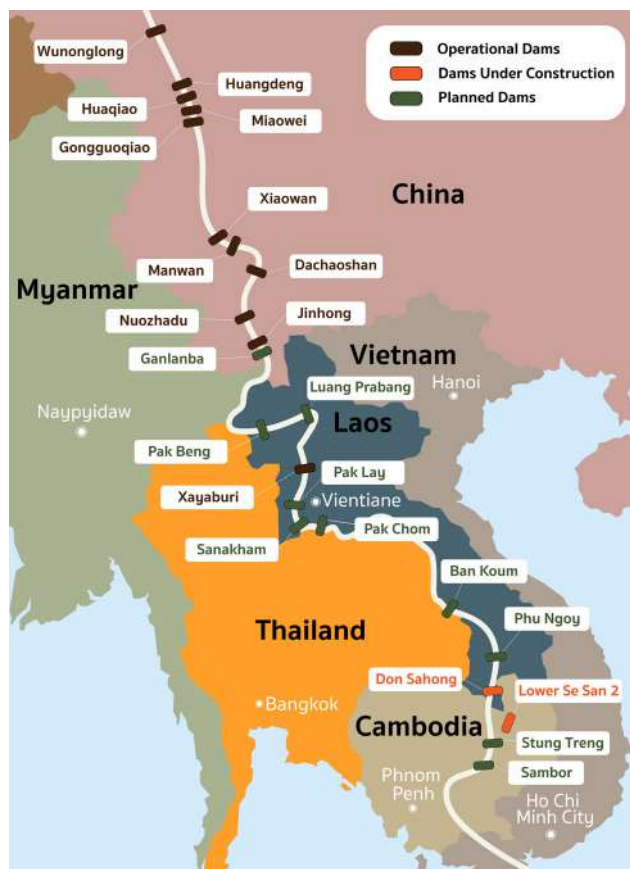 Wunonglong
Operational Dams
Dams Under Construction
Planned Dams
Huangdeng
Huaqiao
Miaowei
Gongguoqiao
Xiaowan
China
Manwan
Dachaoshan
Myanmar
Nuozhadu
Jinhong
Ganlanba
Vietnam
Luang Prabang
Hanoi
Naypyidaw
Laos
Pak Beng
Pak Lay
Xayaburi
Vientiane
Pak Chom
Sanakham
Ban Koum
Thailand
Phu Ngoy
Don Sahong
Lower Se San 2
Bangkok
Cambodia
Stung Treng
Sambor
Phnom
Penh
Ho Chi
Minh City